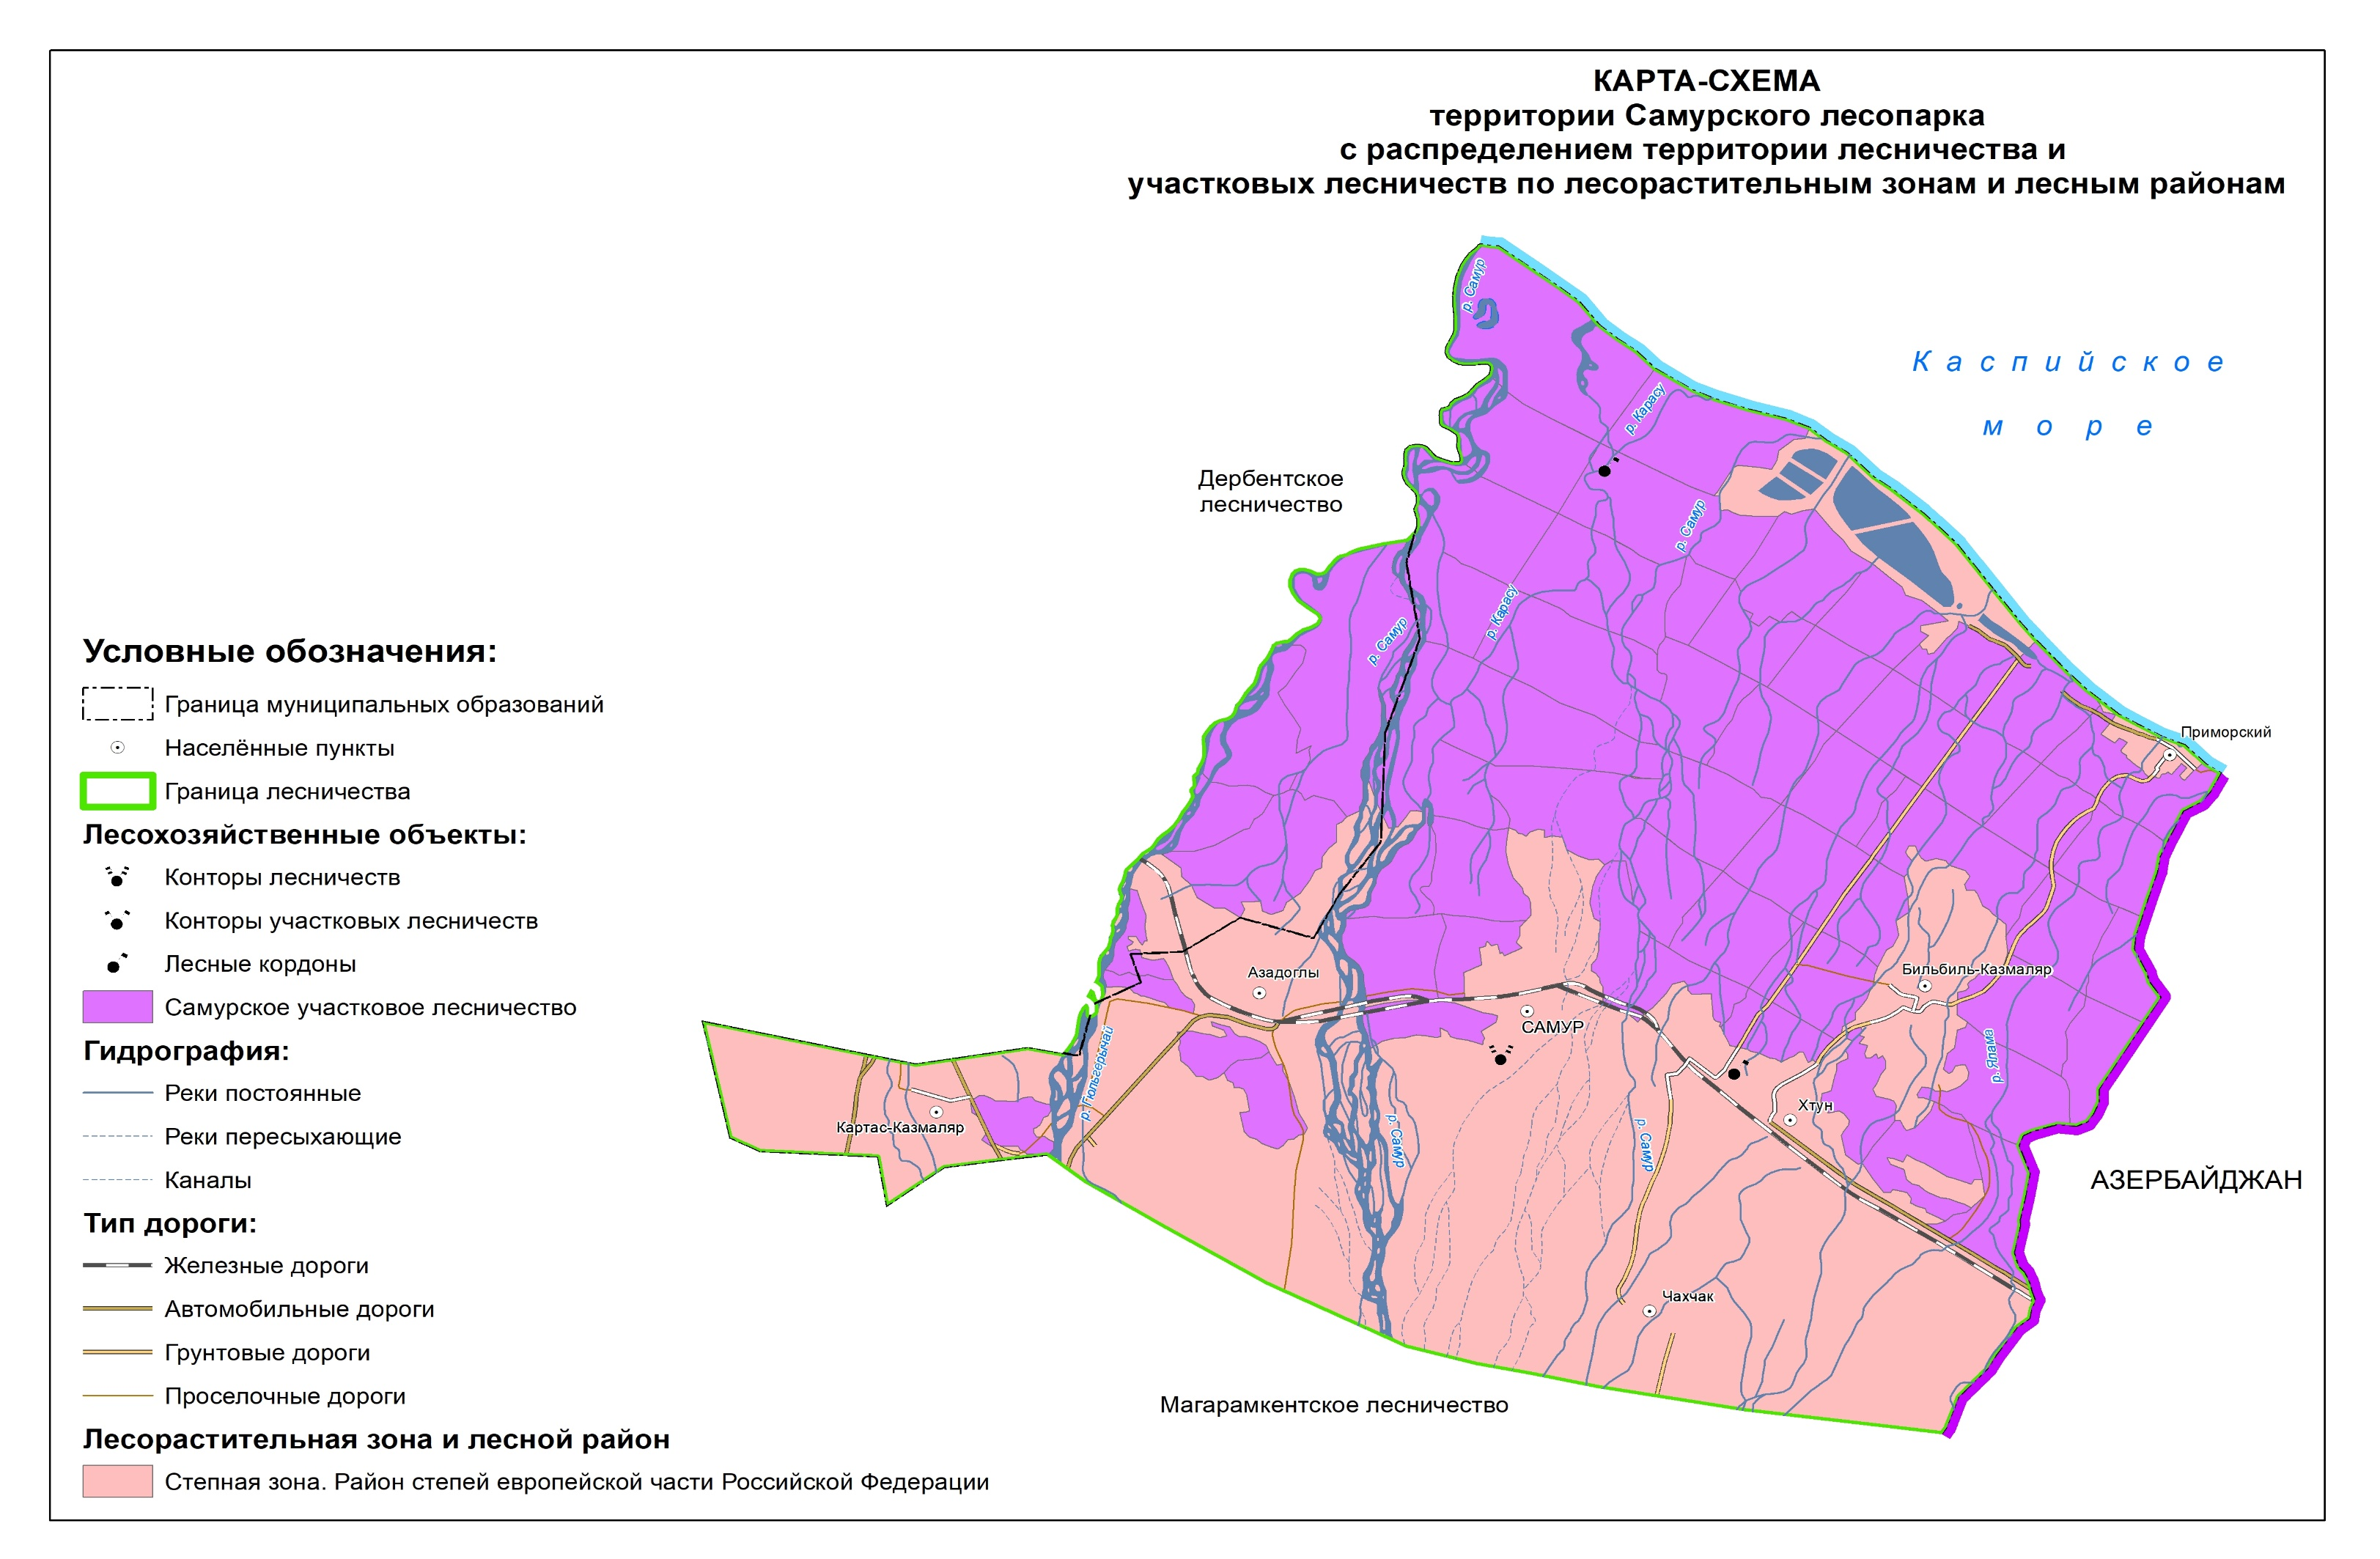 КАРТА-СХЕМА
территории Самурского лесопарка
с распределением территории лесничества и
участковых лесничеств по лесорастительным зонам и лесным районам
р. Самур
Каспийское
море
р. Карасу
Дербентское
лесничество
р. Самур
р. Карасу
р. Самур
Приморский
Азадоглы
Бильбиль-Казмаляр
САМУР
р. Гюльгерычай
р. Ялама
Хтун
Картас-Казмаляр
р. Самур
р. Самур
АЗЕРБАЙДЖАН
Чахчак
Магарамкентское лесничество
Условные обозначения:
Граница муниципальных образований
Населённые пункты
Граница лесничества
Лесохозяйственные объекты:
Конторы лесничеств
Конторы участковых лесничеств
Лесные кордоны
Самурское участковое лесничество
Гидрография:
Реки постоянные
Реки пересыхающие
Каналы
Тип дороги:
Железные дороги
Автомобильные дороги
Грунтовые дороги
Проселочные дороги
Лесорастительная зона и лесной район
Степная зона. Район степей европейской части Российской Федерации